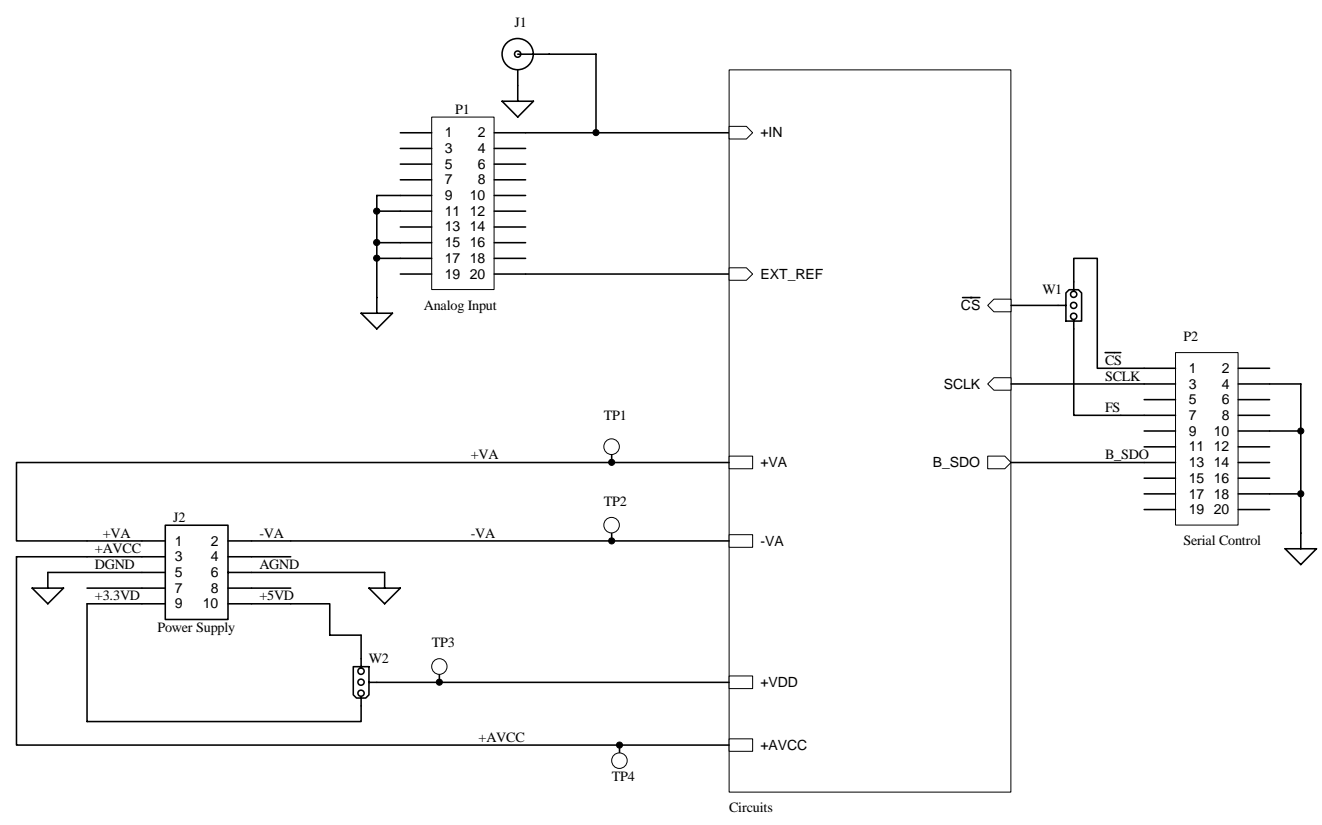 J1
P1
1 2
3 4
5 6
7 8
9 10
11 12
13 14
15 16
17 18
19 20
Analog Input
+IN
EXT_REF
CS
SCLK
B_SDO
W1
P2
CS
SCLK
FS
B_SDO
1 2
3 4
5 6
7 8
9 10
11 12
13 14
15 16
17 18
19 20
Serial Control
TP1
+VA
+VA
TP2
-VA
-VA
J2
+VA
+AVCC
DGND
+3.3VD
1 2
3 4
5 6
7 8
9 10
-VA
AGND
+5VD
Power Supply
W2
TP3
+VDD
+AVCC
+AVCC
TP4
Circuits